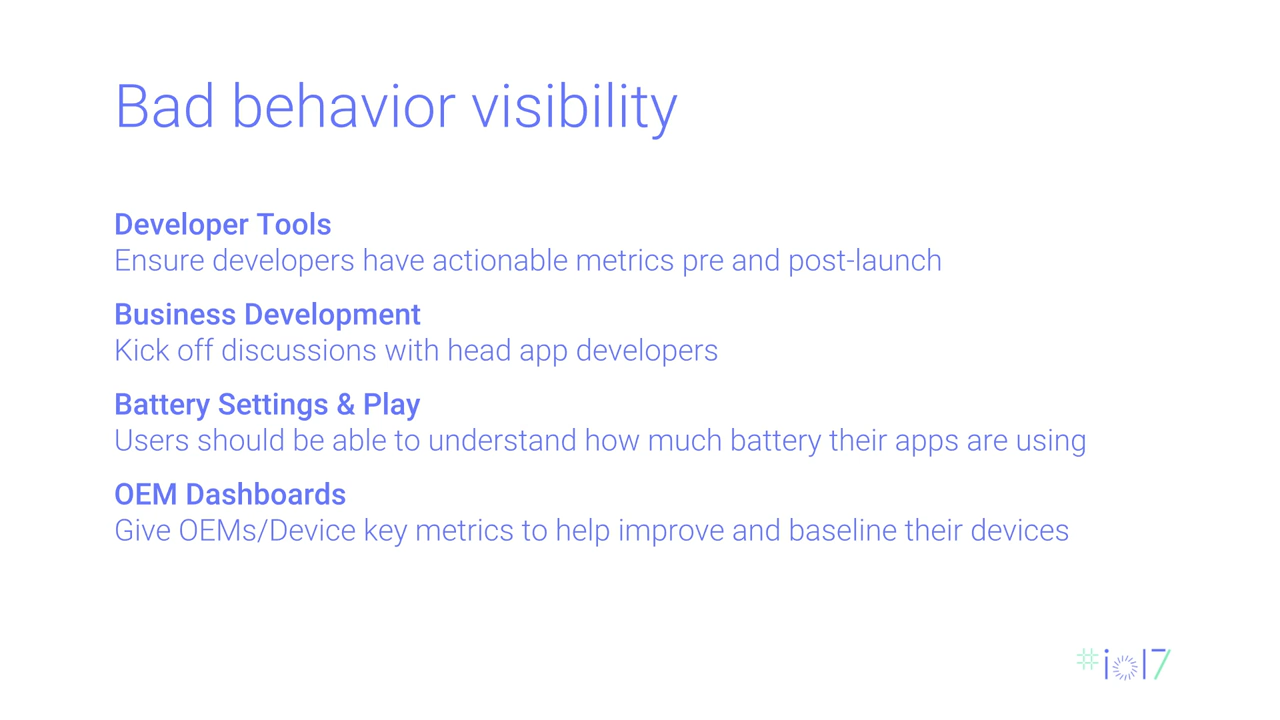 Bad behavior visibility
Developer Tools
Ensure developers have actionable metrics pre and post-launch
Business Development
Kick off discussions with head app developers
Battery Settings & Play
Users should be able to understand how much battery their apps are using
OEM Dashboards
Give OEMs/Device key metrics to help improve and baseline their devices
#io17